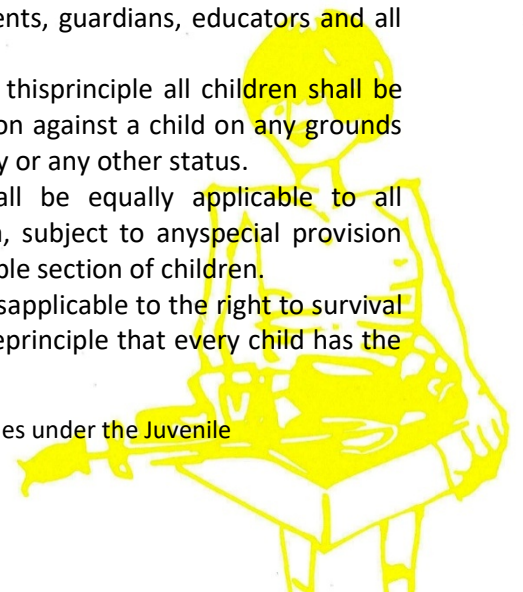 ents, guardians, educators and all
thisprinciple all children shall be
on against a child on any grounds
y or any other status.
all be equally applicable to all
, subject to anyspecial provision
ble section of children.
sapplicable to the right to survival
eprinciple that every child has the
es under the Juvenile